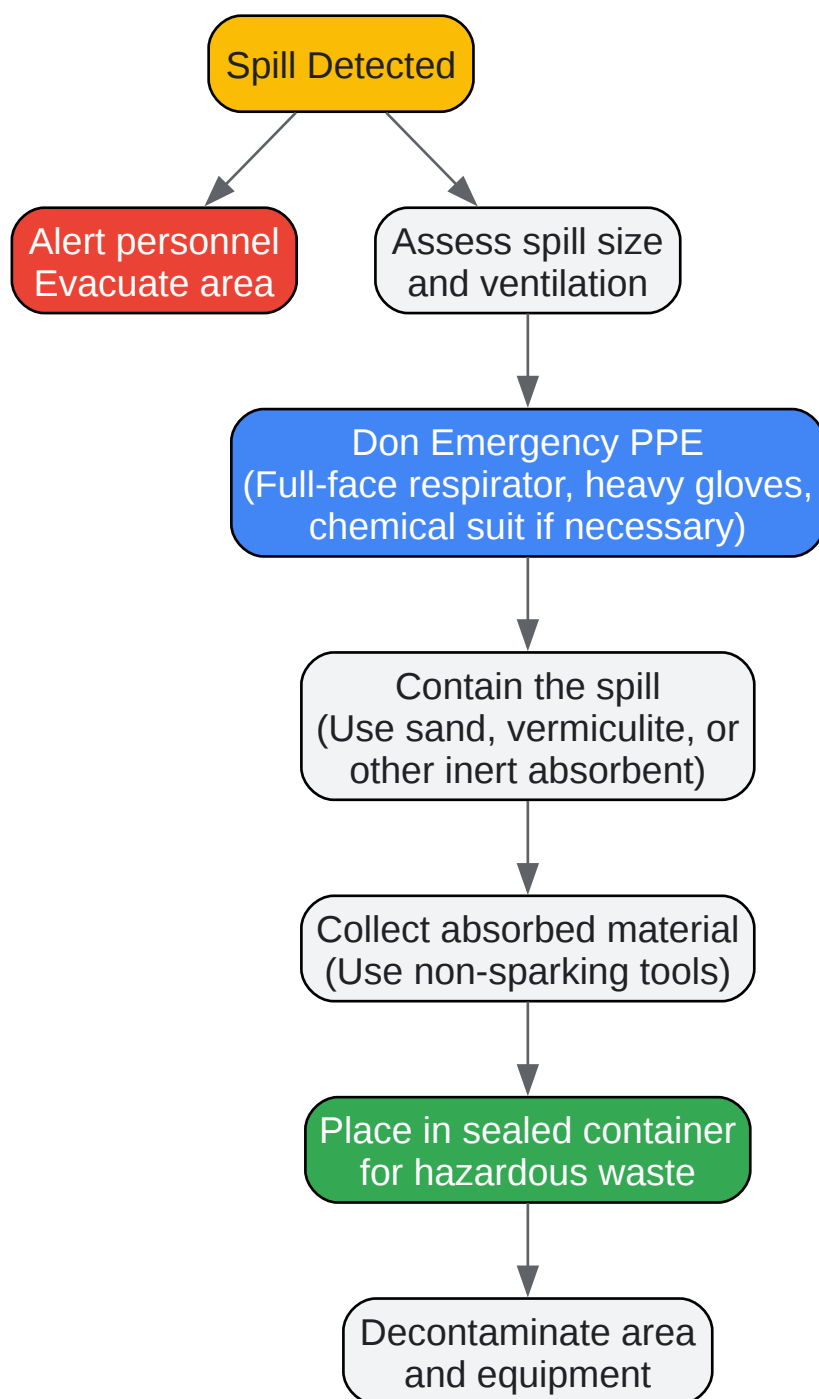 Spill Detected
Alert personnel
Evacuate area
Assess spill size
and ventilation
Don Emergency PPE
(Full-face respirator, heavy gloves,
chemical suit if necessary)
Contain the spill
(Use sand, vermiculite, or
other inert absorbent)
Collect absorbed material
(Use non-sparking tools)
Place in sealed container
for hazardous waste
Decontaminate area
and equipment